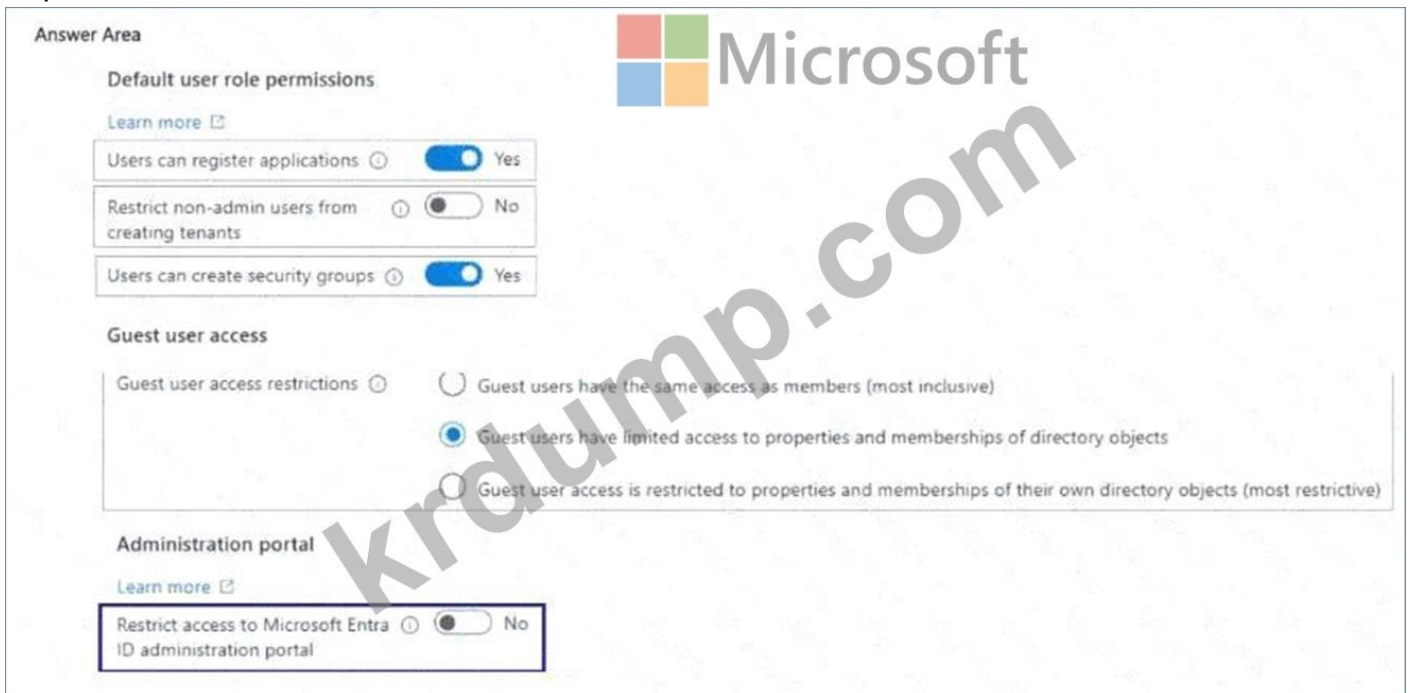 Answer Area
Microsoft
Default user role permissions
Learn more
Users can register applications Yes
Restrict non-admin users from No
creating tenants
Users can create security groups Yes
Guest user access
Guest user access restrictions Guest users have the same access as members (most inclusive)
Guest users have limited access to properties and memberships of directory objects
Guest user access is restricted to properties and memberships of their own directory objects (most restrictive)
Administration portal
Learn more
Restrict access to Microsoft Entra No
ID administration portal
krdump.com